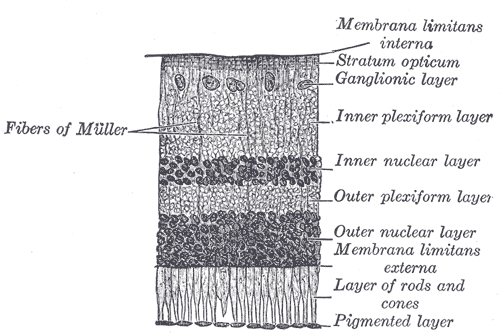 Membrana limitans
interna
Stratum opticum
Ganglionic layer
Inner plexiform layer
Fibers of Müller
Inner nuclear layer
Outer plexiform layer
Outer nuclear layer
Membrana limitans
externa
Layer of rods and
cones
Pigmented layer